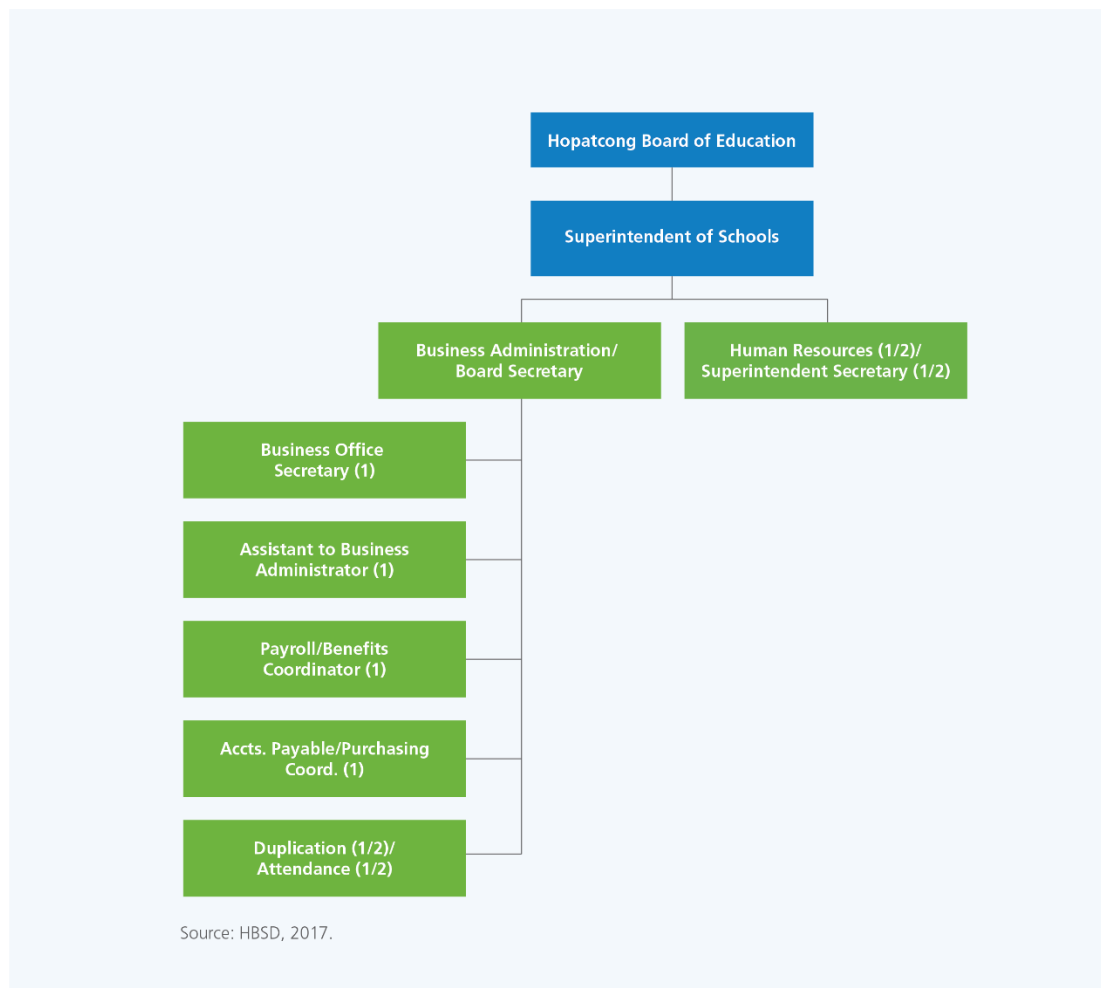 Hopatcong Board of Education
Superintendent of Schools
Business Administration/
Board Secretary
Human Resources (1/2)/
Superintendent Secretary (1/2)
Business Office
Secretary (1)
Assistant to Business
Administrator (1)
Payroll/Benefits
Coordinator (1)
Accts. Payable/Purchasing
Coord. (1)
Duplication (1/2)/
Attendance (1/2)
Source: HBSD, 2017.